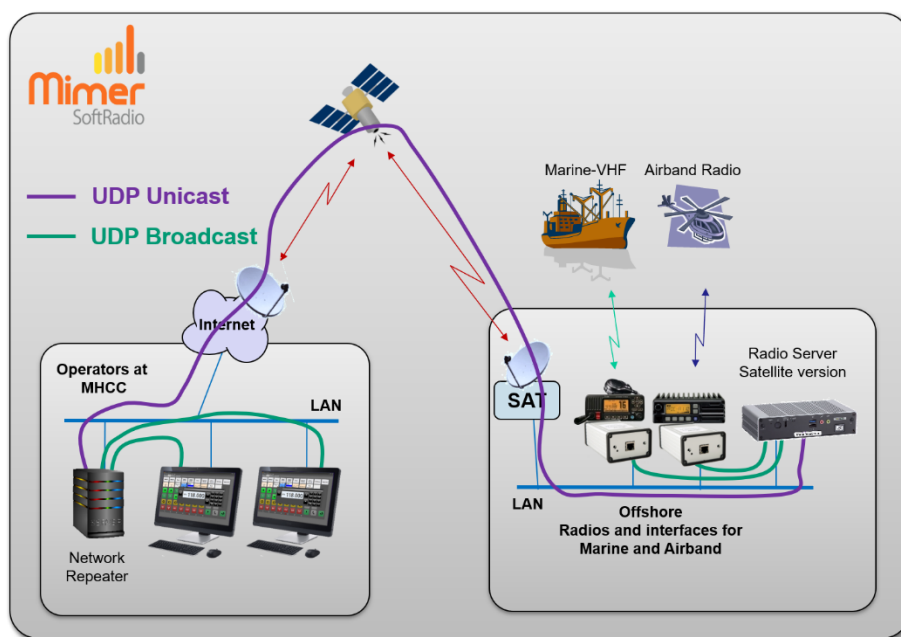 Mimer
SoftRadio
UDP Unicast
UDP Broadcast
Marine-VHF
Airband Radio
Internet
Operators at
MHCC
LAN
Network
Repeater
SAT
Radio Server
Satellite version
LAN
Offshore
Radios and interfaces for
Marine and Airband